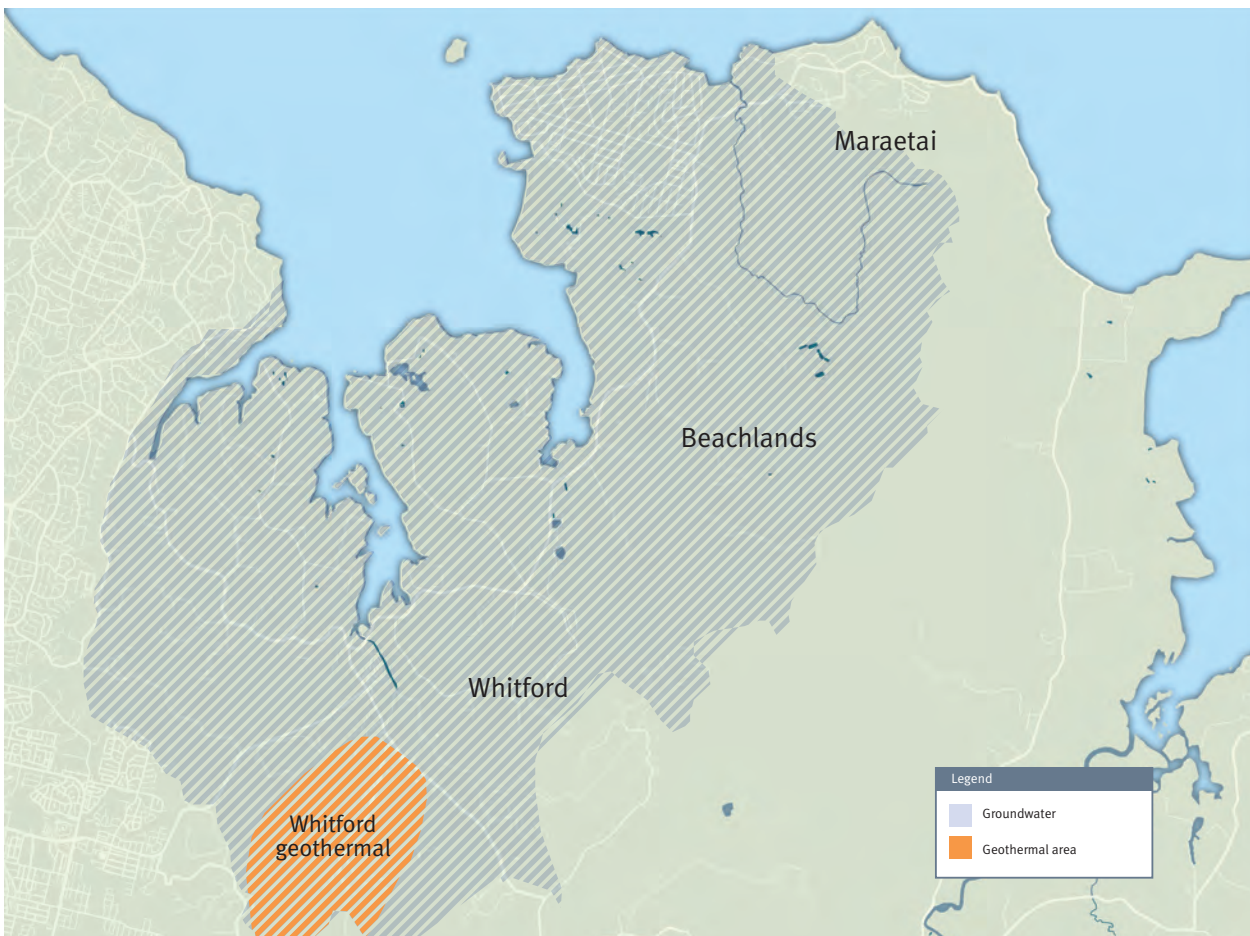 Maraetai
Beachlands
Whitford
Whitford
geothermal
Legend
Groundwater
Geothermal area